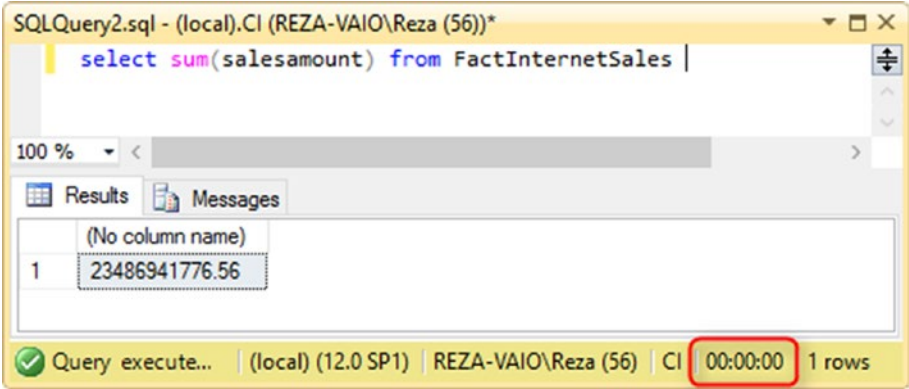 SQLQuery2.sql - (local).CI (REZA-VAIO\Reza (56))*
select sum(salesamount) from FactInternetSales
100 %
Results Messages
(No column name)
1 23486941776.56
Query execute... (local) (12.0 SP1) REZA-VAIO\Reza (56) CI 00:00:00 1 rows